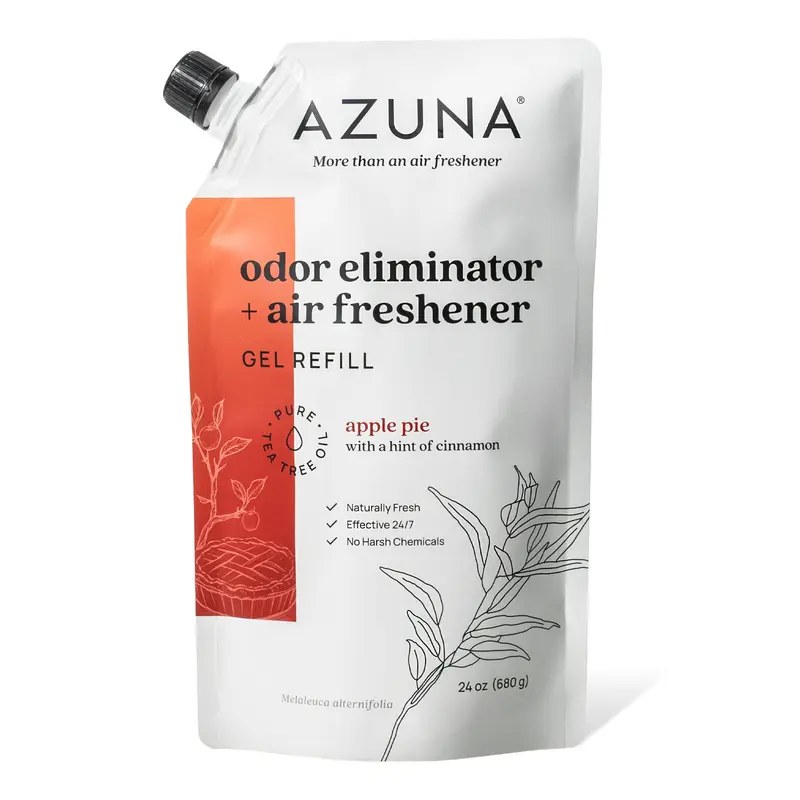 AZUNA®
More than an air freshener
odor eliminator
+ air freshener
GEL REFILL
• PURE •
TEA TREE OIL
apple pie
with a hint of cinnamon
✓ Naturally Fresh
✓ Effective 24/7
✓ No Harsh Chemicals
24 oz (680 g)
Melaleuca alternifolia